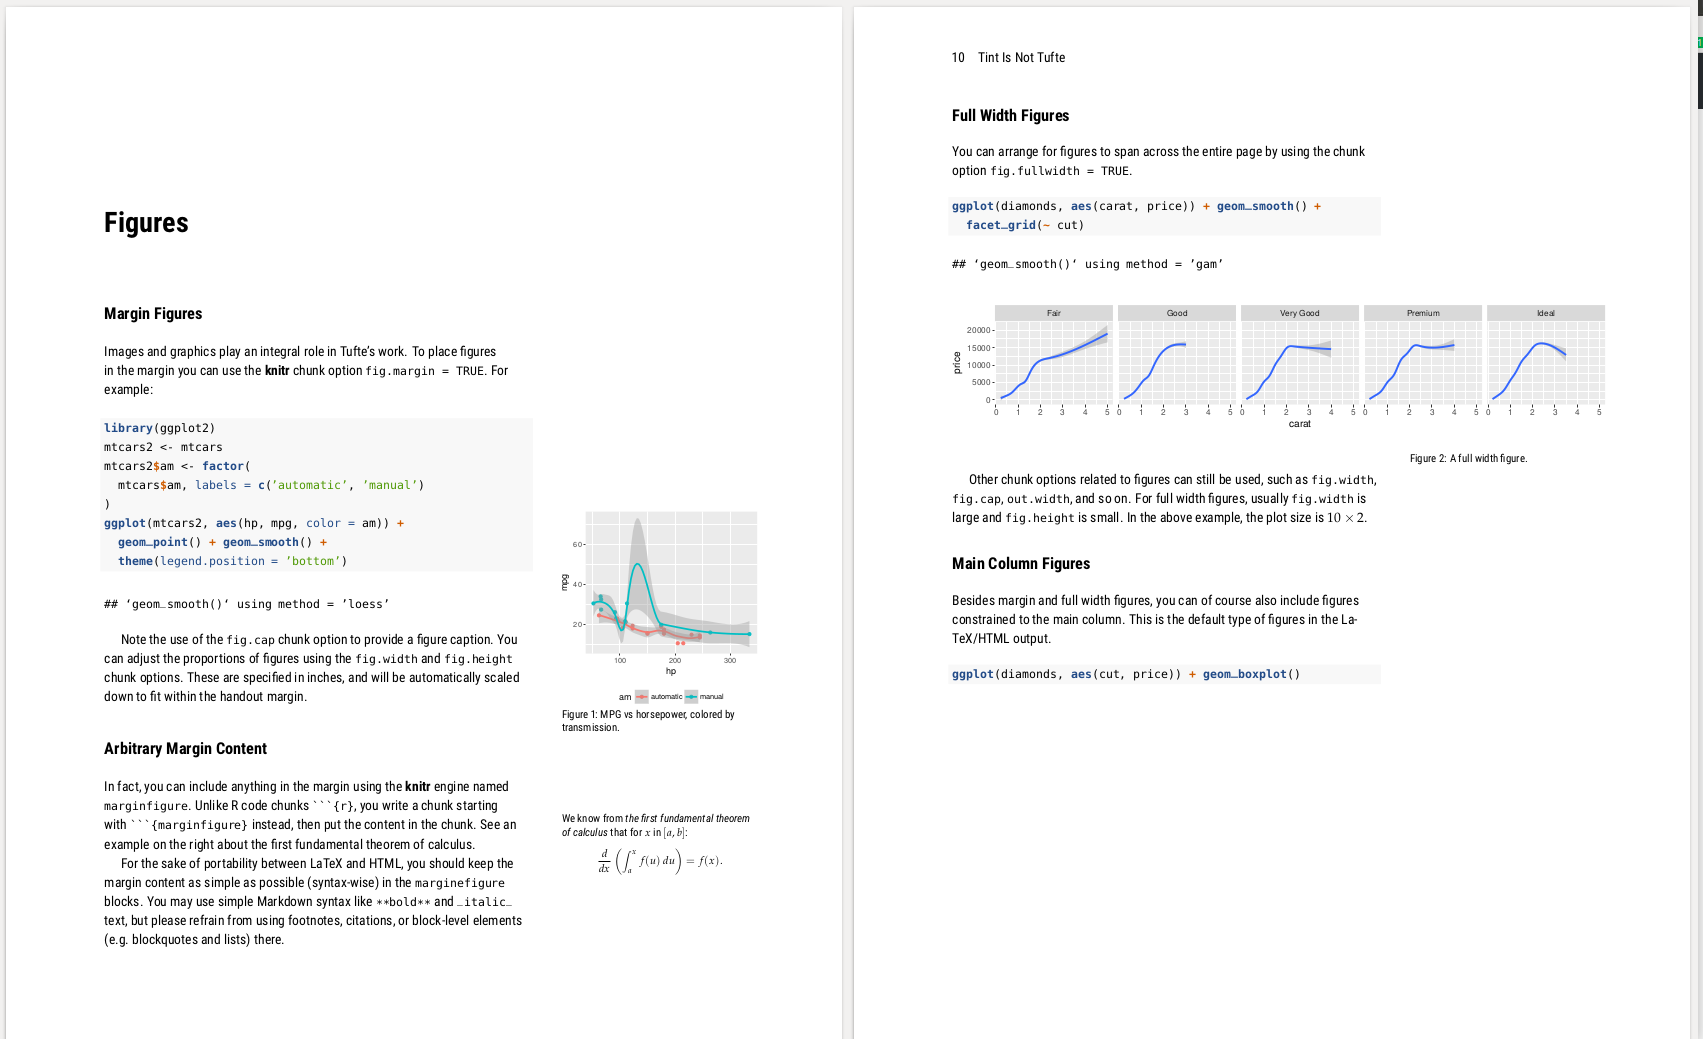 Figures
Margin Figures
Images and graphics play an integral role in Tufte's work. To place figures
in the margin you can use the knitr chunk option fig.margin = TRUE. For
example:
library(ggplot2)
mtcars2 <- mtcars
mtcars2$am <- factor(
  mtcars$am, labels = c('automatic', 'manual')
)
ggplot(mtcars2, aes(hp, mpg, color = am)) +
  geom_point() + geom_smooth() +
  theme(legend.position = 'bottom')
## ‘geom_smooth()‘ using method = ’loess’
Note the use of the fig.cap chunk option to provide a figure caption. You
can adjust the proportions of figures using the fig.width and fig.height
chunk options. These are specified in inches, and will be automatically scaled
down to fit within the handout margin.
mpg
60
40
20
100 200 300
hp
am automatic manual
Figure 1: MPG vs horsepower, colored by
transmission.
Arbitrary Margin Content
In fact, you can include anything in the margin using the knitr engine named
marginfigure. Unlike R code chunks ```{r}, you write a chunk starting
with ```{marginfigure} instead, then put the content in the chunk. See an
example on the right about the first fundamental theorem of calculus.
For the sake of portability between LaTeX and HTML, you should keep the
margin content as simple as possible (syntax-wise) in the marginefigure
blocks. You may use simple Markdown syntax like **bold** and _italic_
text, but please refrain from using footnotes, citations, or block-level elements
(e.g. blockquotes and lists) there.
We know from the first fundamental theorem
of calculus that for x in [a, b]:
d/dx (∫_a^x f(u) du) = f(x).
10 Tint Is Not Tufte
Full Width Figures
You can arrange for figures to span across the entire page by using the chunk
option fig.fullwidth = TRUE.
ggplot(diamonds, aes(carat, price)) + geom_smooth() +
  facet_grid(~ cut)
## ‘geom_smooth()‘ using method = ’gam’
Fair Good Very Good Premium Ideal
price
20000
15000
10000
5000
0
0 1 2 3 4 5 0 1 2 3 4 5 0 1 2 3 4 5 0 1 2 3 4 5 0 1 2 3 4 5
carat
Figure 2: A full width figure.
Other chunk options related to figures can still be used, such as fig.width,
fig.cap, out.width, and so on. For full width figures, usually fig.width is
large and fig.height is small. In the above example, the plot size is 10 × 2.
Main Column Figures
Besides margin and full width figures, you can of course also include figures
constrained to the main column. This is the default type of figures in the La-
TeX/HTML output.
ggplot(diamonds, aes(cut, price)) + geom_boxplot()